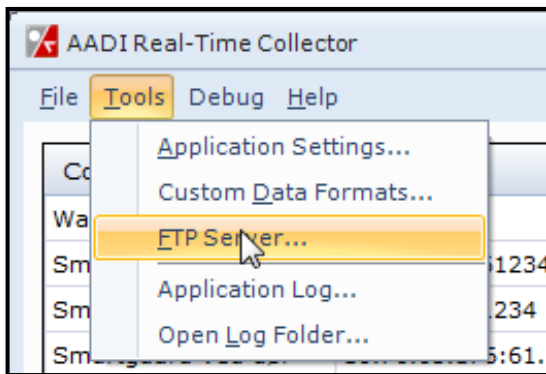 AADI Real-Time Collector
File Tools Debug Help
Application Settings...
Custom Data Formats...
FTP Server...
Application Log...
Open Log Folder...